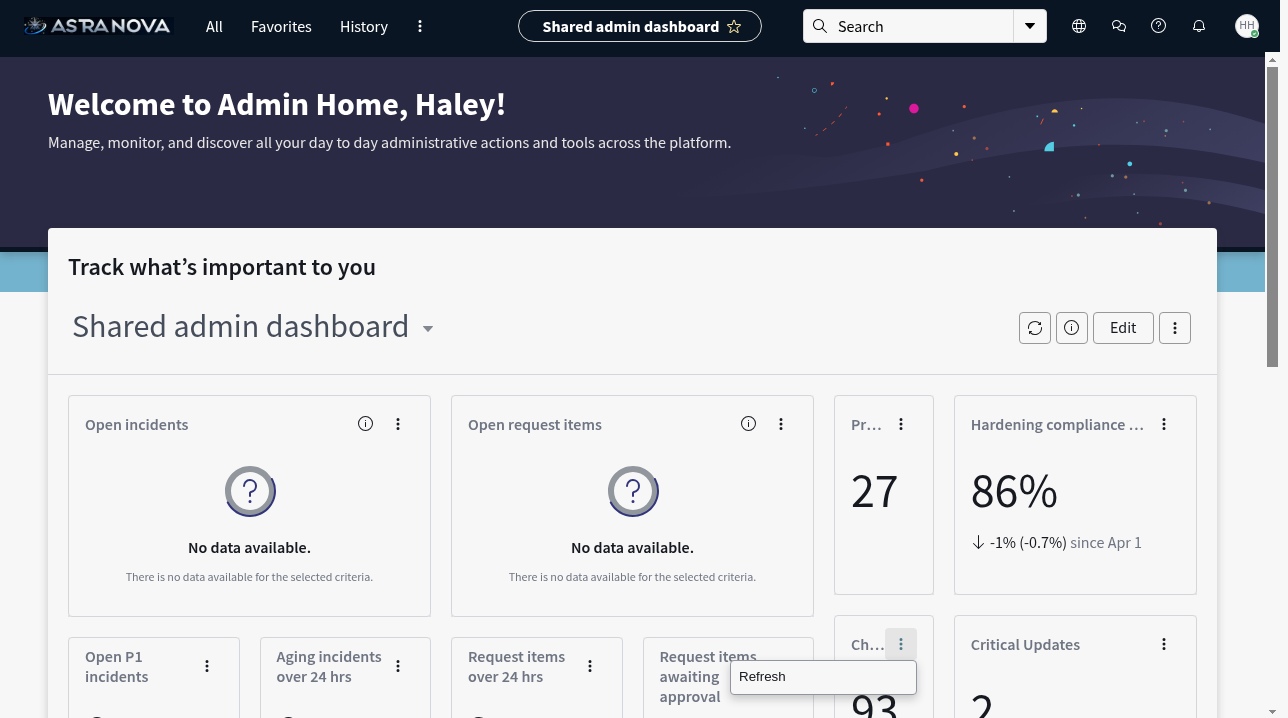 ASTRANOVA
All
Favorites
History
Shared admin dashboard
Search
HH
Welcome to Admin Home, Haley!
Manage, monitor, and discover all your day to day administrative actions and tools across the platform.
Track what's important to you
Shared admin dashboard
Edit
Open incidents
No data available.
There is no data available for the selected criteria.
Open request items
No data available.
There is no data available for the selected criteria.
Pr...
27
Hardening compliance ...
86%
-1% (-0.7%) since Apr 1
Open P1
incidents
Aging incidents
over 24 hrs
Request items
over 24 hrs
Request items
awaiting
approval
Ch...
Refresh
93
Critical Updates
2